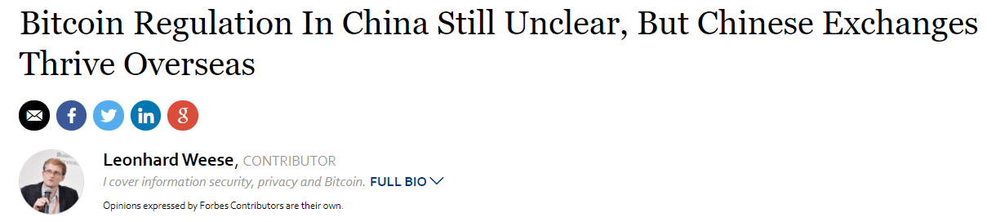 Bitcoin Regulation In China Still Unclear, But Chinese Exchanges
Thrive Overseas
f in g
Leonhard Weese, CONTRIBUTOR
I cover information security, privacy and Bitcoin. FULL BIO
Opinions expressed by Forbes Contributors are their own.